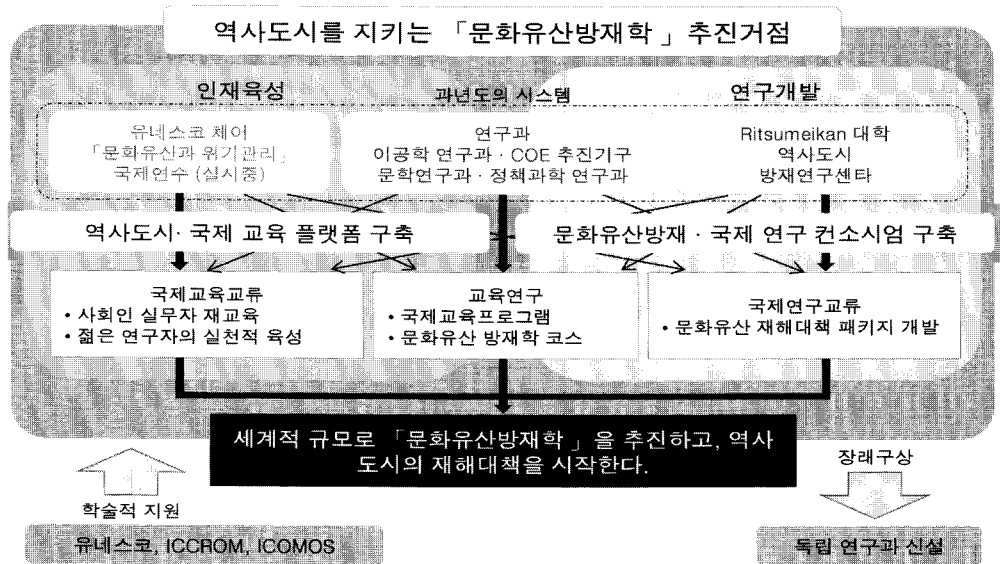 역사도시를 지키는 「문화유산방재학」 추진거점
인재육성
과년도의 시스템
연구개발
유네스코 체어
「문화유산과 위기관리」
국제연수 (실시중)
연구과
이공학 연구과 · COE 추진기구
문학연구과 · 정책과학 연구과
Ritsumeikan 대학
역사도시
방재연구센타
역사도시· 국제 교육 플랫폼 구축
문화유산방재 · 국제 연구 컨소시엄 구축
국제교육교류
• 사회인 실무자 재교육
• 젊은 연구자의 실천적 육성
교육연구
• 국제교육프로그램
• 문화유산 방재학 코스
국제연구교류
• 문화유산 재해대책 패키지 개발
세계적 규모로 「문화유산방재학」을 추진하고, 역사
도시의 재해대책을 시작한다.
학술적 지원
유네스코, ICCROM, ICOMOS
장래구상
독립 연구과 신설